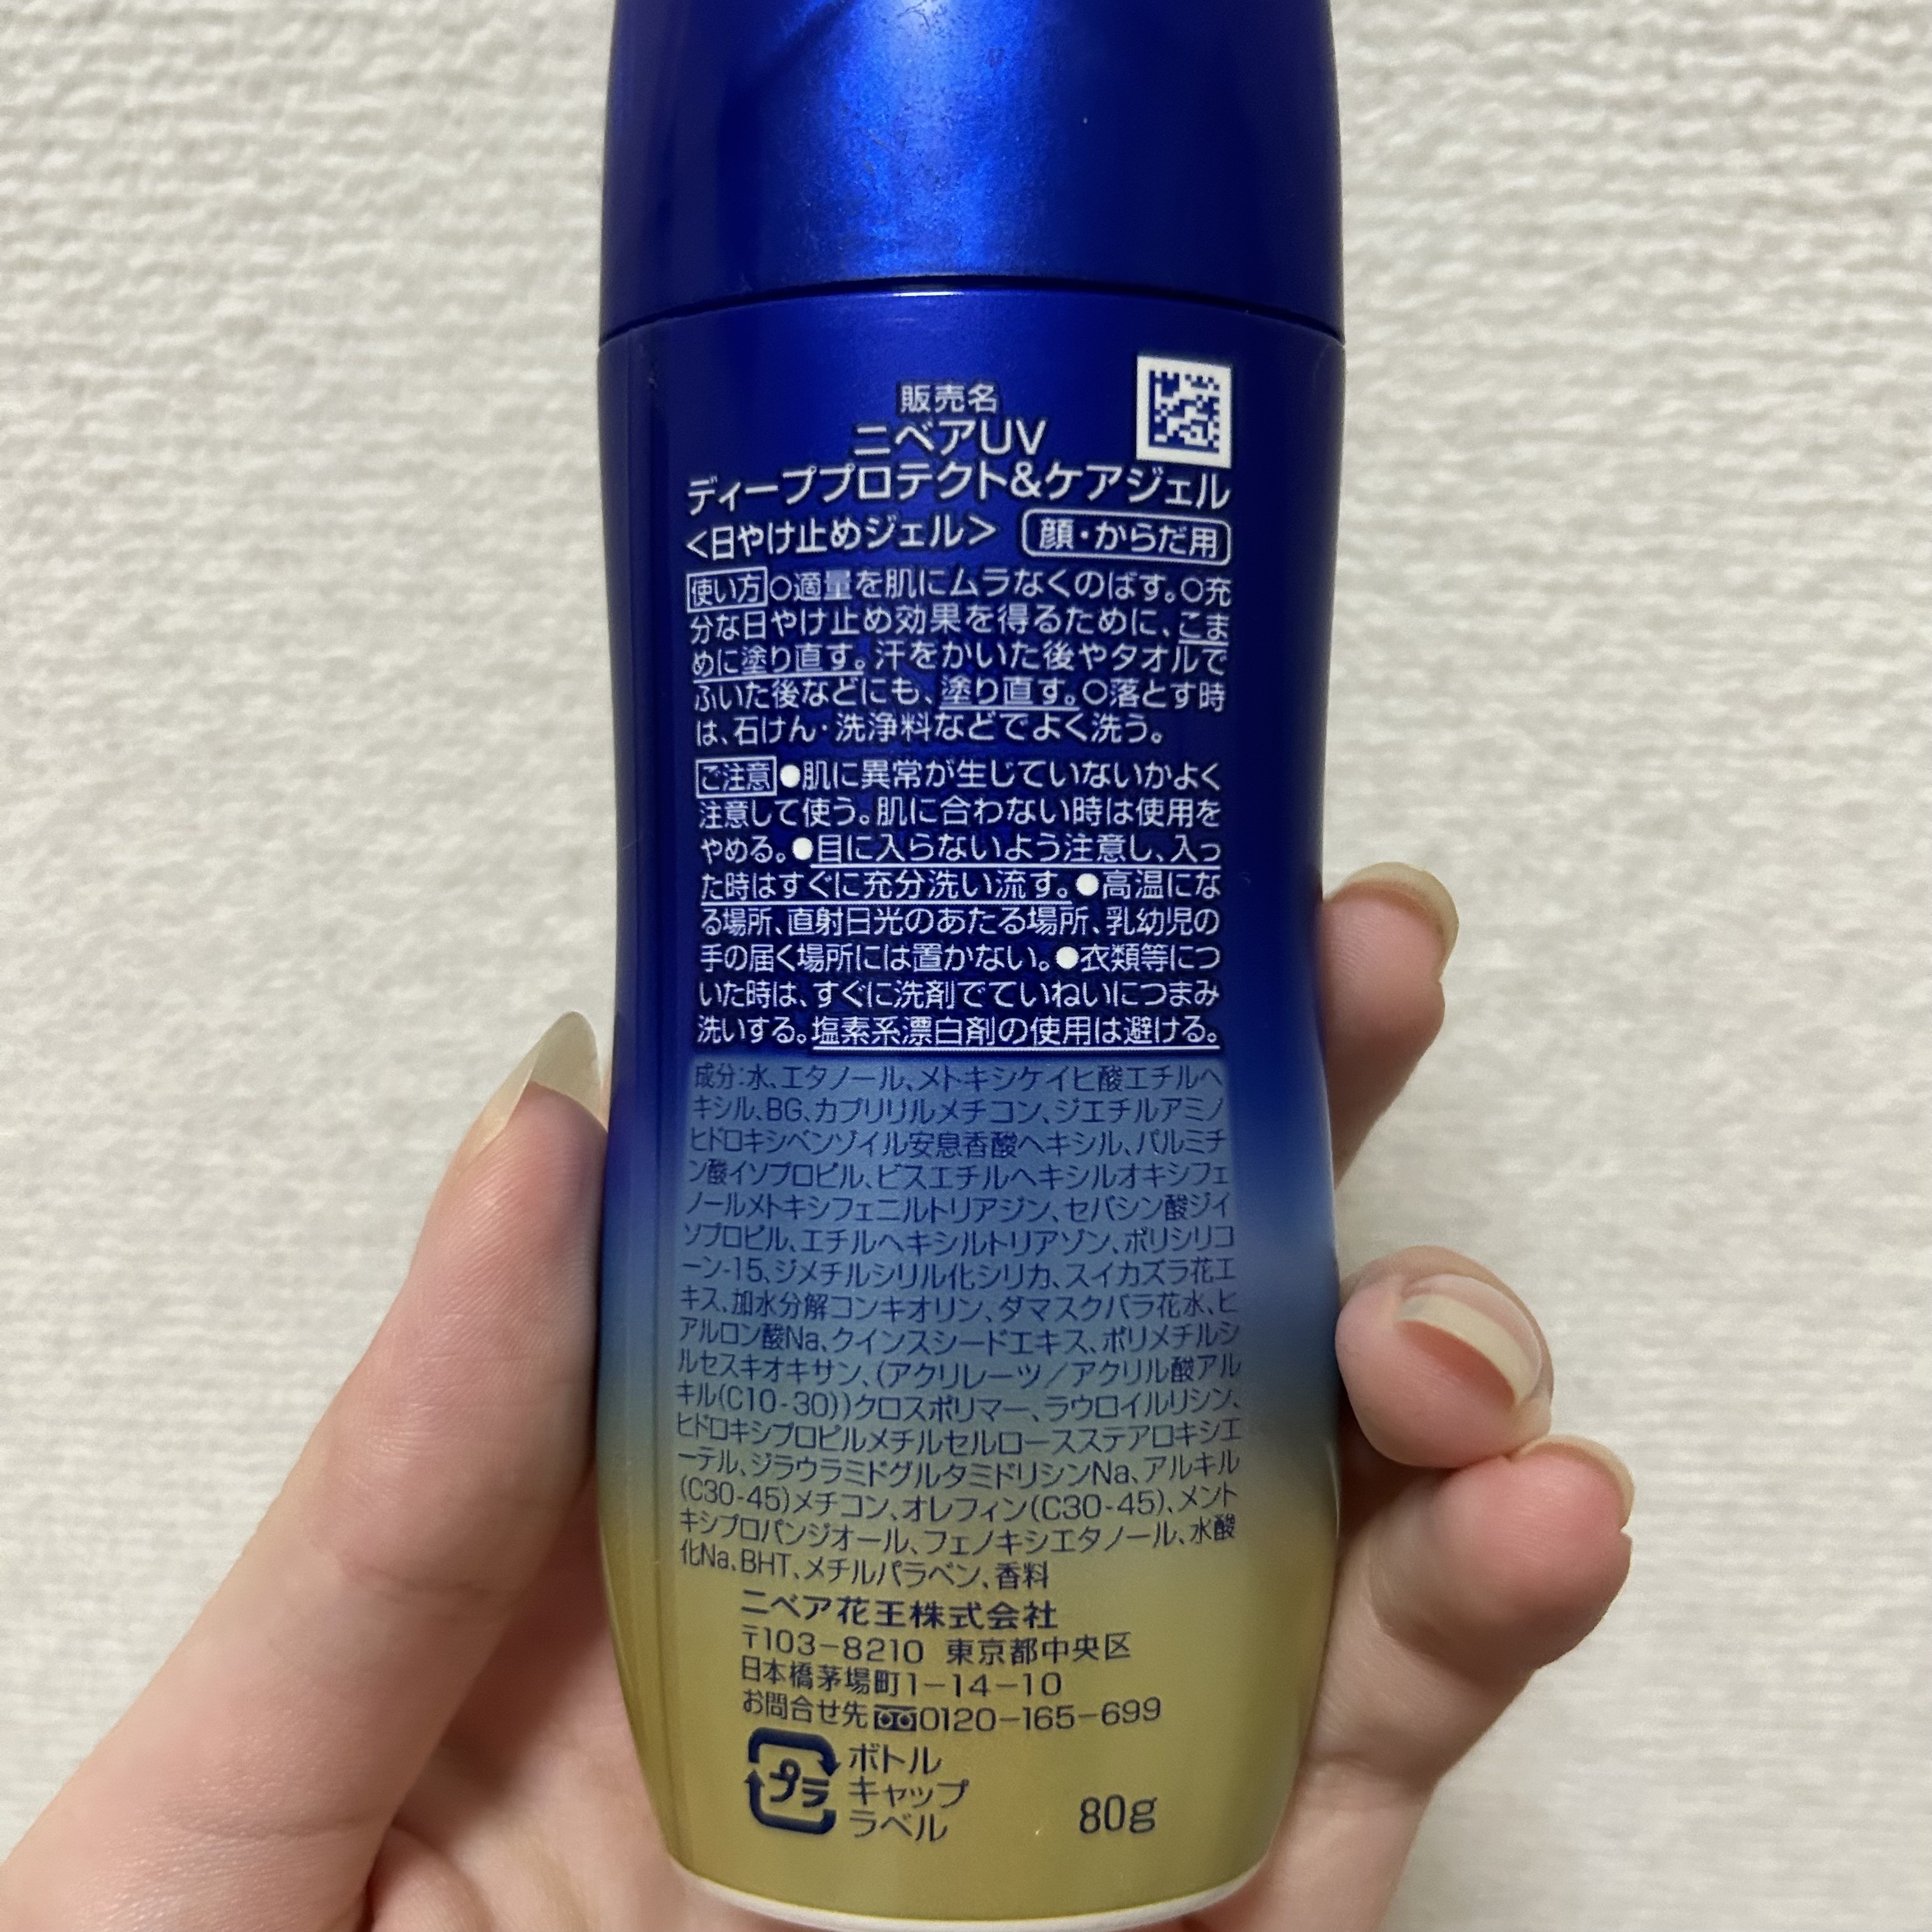 販売名
ニベアUV
ディーププロテクト&ケアジェル
<日やけ止めジェル> 顔・からだ用
使い方○適量を肌にムラなくのばす。○充
分な日やけ止め効果を得るために、こま
めに塗り直す。汗をかいた後やタオルで
ふいた後などにも、塗り直す。○落とす時
は、石けん・洗浄料などでよく洗う。
ご注意●肌に異常が生じていないかよく
注意して使う。肌に合わない時は使用を
やめる。●目に入らないよう注意し、入っ
た時はすぐに充分洗い流す。●高温にな
る場所、直射日光のあたる場所、乳幼児の
手の届く場所には置かない。●衣類等につ
いた時は、すぐに洗剤でていねいにつまみ
洗いする。塩素系漂白剤の使用は避ける。
成分：水、エタノール、メトキシケイヒ酸エチルヘ
キシル、BG、カプリリルメチコン、ジエチルアミノ
ヒドロキシベンゾイル安息香酸ヘキシル、パルミチ
ン酸イソプロピル、ビスエチルヘキシルオキシフェ
ノールメトキシフェニルトリアジン、セバシン酸ジイ
ソプロピル、エチルヘキシルトリアゾン、ポリシリコ
ーン-15、ジメチルシリル化シリカ、スイカズラ花エ
キス、加水分解コンキオリン、ダマスクバラ花水、ヒ
アルロン酸Na、クインスシードエキス、ポリメチルシ
ルセスキオキサン、(アクリレーツ／アクリル酸アル
キル(C10-30))クロスポリマー、ラウロイルリシン、
ヒドロキシプロピルメチルセルロースステアロキシエ
ーテル、ジラウラミドグルタミドリシンNa、アルキル
(C30-45)メチコン、オレフィン(C30-45)、メント
キシプロパンジオール、フェノキシエタノール、水酸
化Na、BHT、メチルパラベン、香料
ニベア花王株式会社
〒103-8210 東京都中央区
日本橋茅場町1-14-10
お問合せ先 0120-165-699
プラ ボトル
キャップ
ラベル
80g